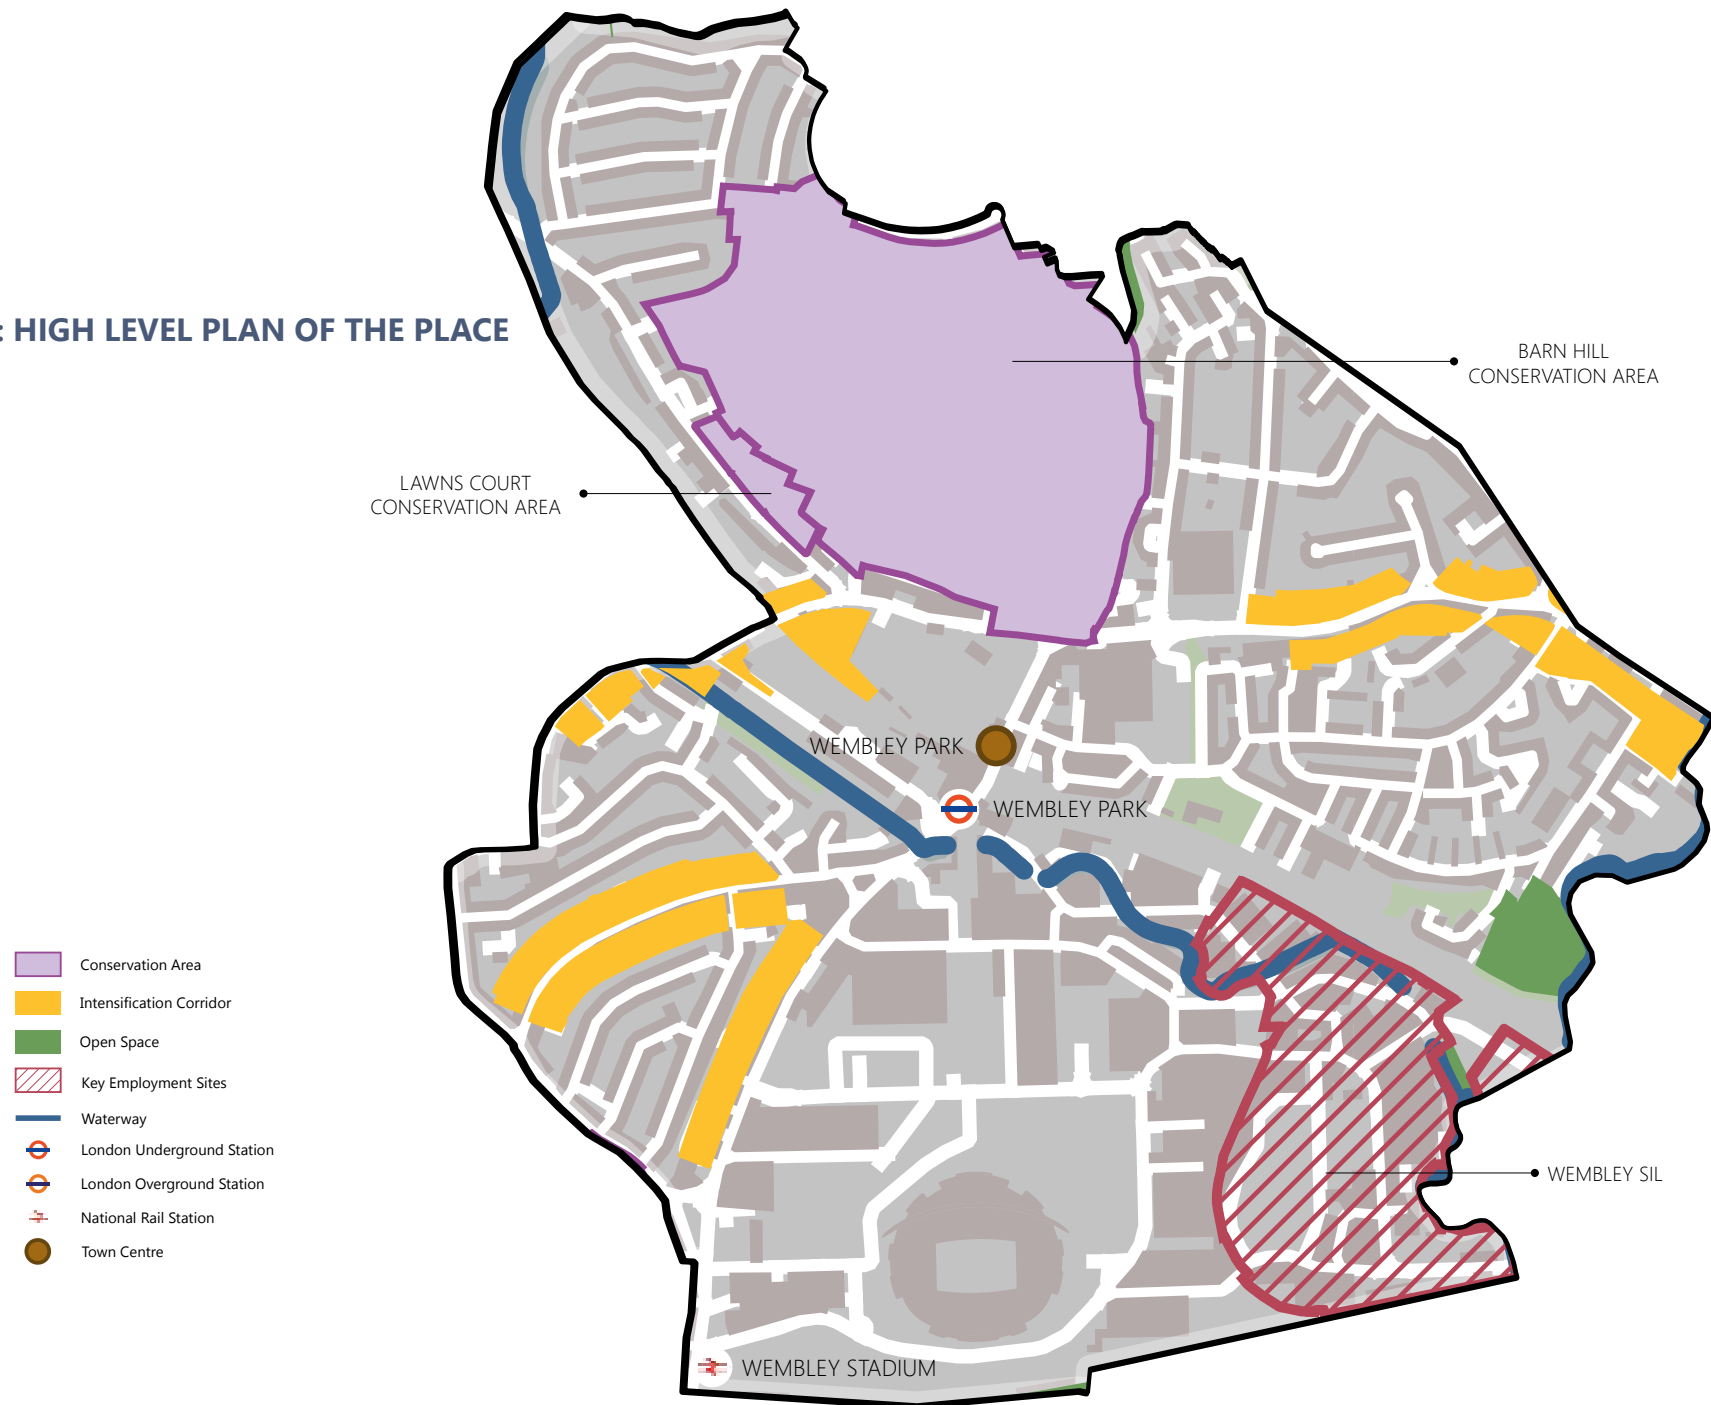 : HIGH LEVEL PLAN OF THE PLACE
BARN HILL
CONSERVATION AREA
LAWNS COURT
CONSERVATION AREA
WEMBLEY PARK
WEMBLEY PARK
WEMBLEY SIL
WEMBLEY STADIUM
Conservation Area
Intensification Corridor
Open Space
Key Employment Sites
Waterway
London Underground Station
London Overground Station
National Rail Station
Town Centre